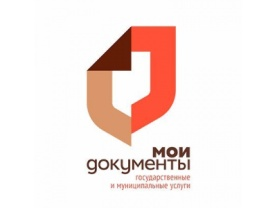 мои
документы
государственные
и муниципальные услуги